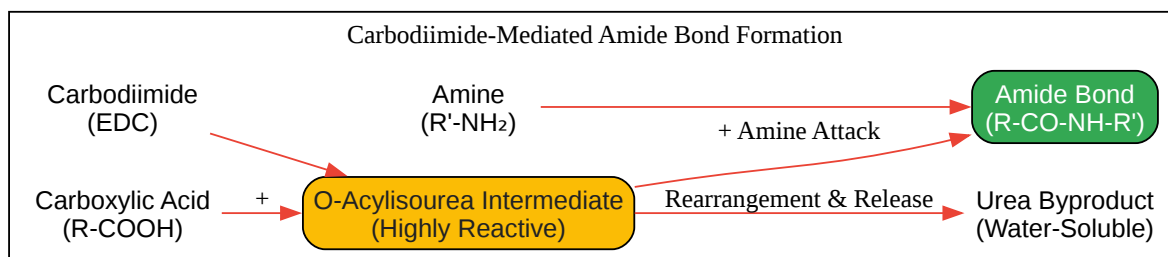 Carbodiimide-Mediated Amide Bond Formation
Carbodiimide
(EDC)
Amine
(R'-NH₂)
Amide Bond
(R-CO-NH-R')
+ Amine Attack
Carboxylic Acid
(R-COOH)
+
O-Acylisourea Intermediate
(Highly Reactive)
Rearrangement & Release
Urea Byproduct
(Water-Soluble)